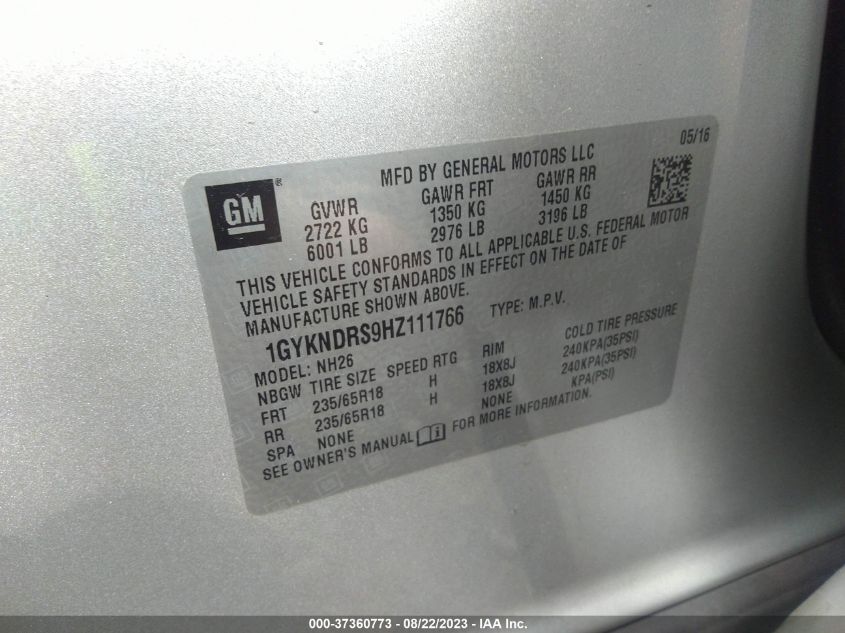 05/16
MFD BY GENERAL MOTORS LLC
GM ®
GVWR GAWR FRT GAWR RR
2722 KG 1350 KG 1450 KG
6001 LB 2976 LB 3196 LB
THIS VEHICLE CONFORMS TO ALL APPLICABLE U.S. FEDERAL MOTOR
VEHICLE SAFETY STANDARDS IN EFFECT ON THE DATE OF
MANUFACTURE SHOWN ABOVE.
1GYKNDRS9HZ111766 TYPE: M.P.V.
MODEL: NH26
NBGW TIRE SIZE SPEED RTG RIM COLD TIRE PRESSURE
FRT 235/65R18 H 18X8J 240KPA(35PSI)
RR 235/65R18 H 18X8J 240KPA(35PSI)
SPA NONE NONE KPA(PSI)
SEE OWNER'S MANUAL i FOR MORE INFORMATION.
000-37360773 - 08/22/2023 - IAA Inc.